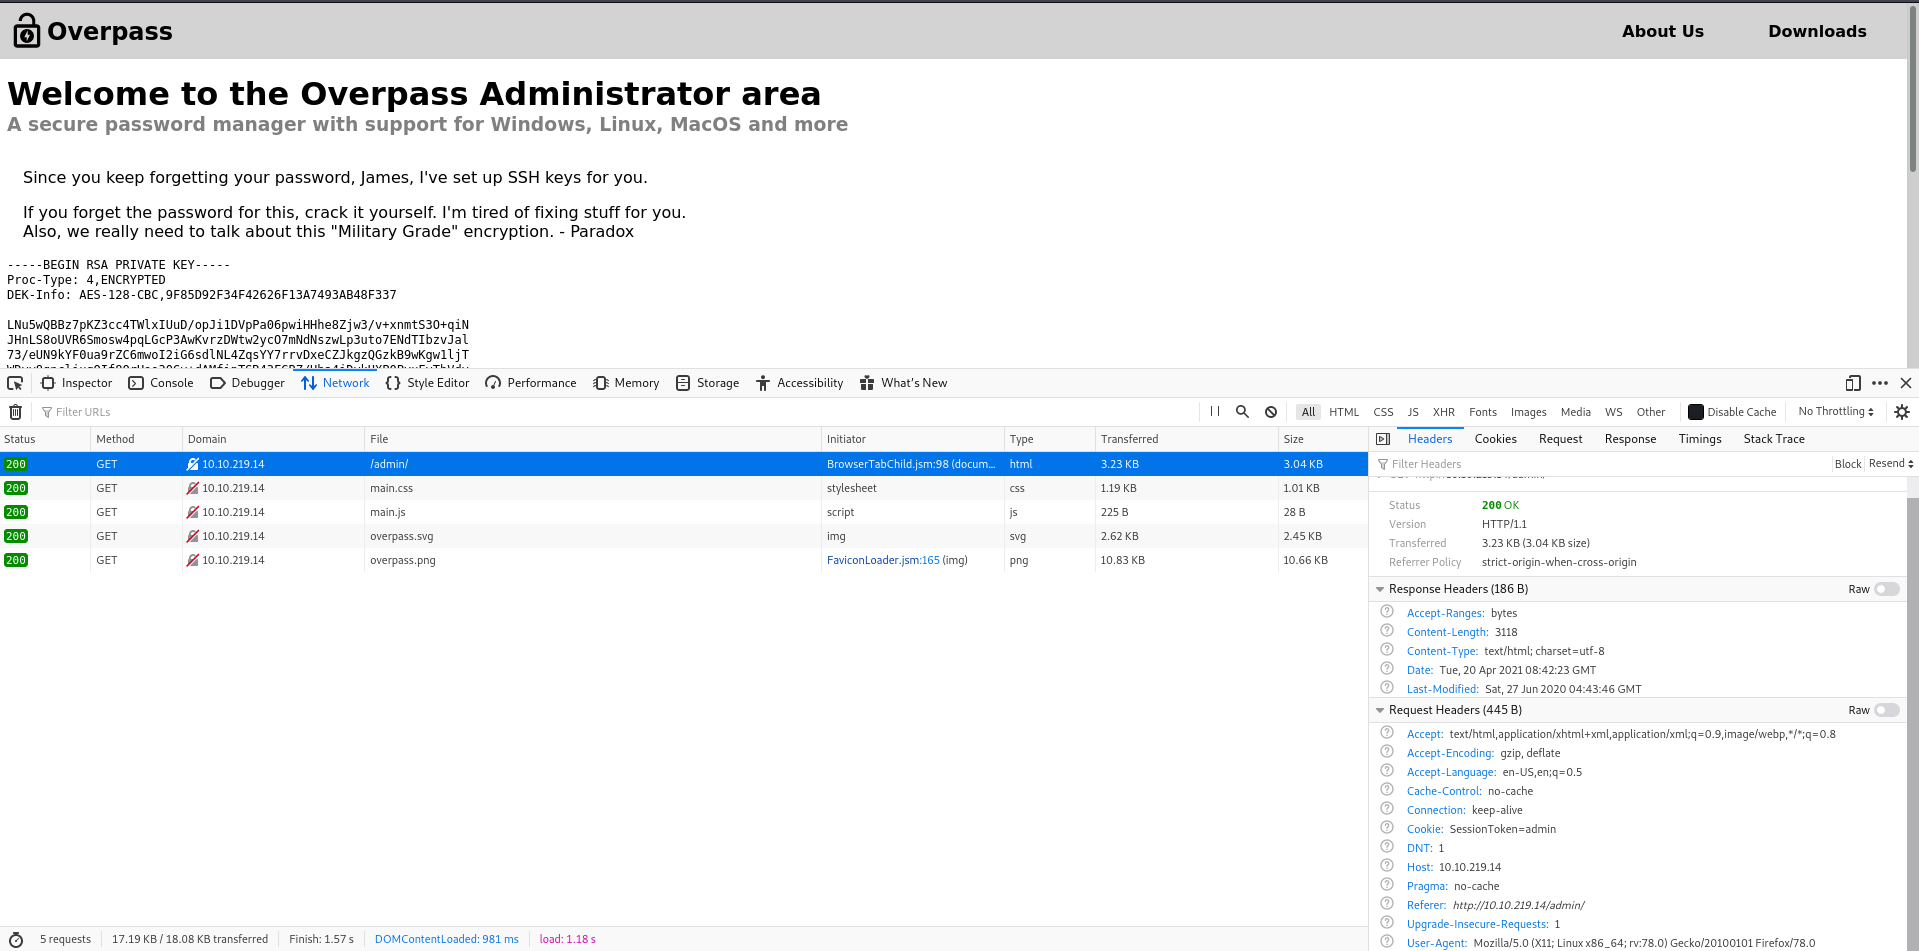 Overpass
About Us Downloads
Welcome to the Overpass Administrator area
A secure password manager with support for Windows, Linux, MacOS and more
Since you keep forgetting your password, James, I've set up SSH keys for you.
If you forget the password for this, crack it yourself. I'm tired of fixing stuff for you.
Also, we really need to talk about this "Military Grade" encryption. - Paradox
-----BEGIN RSA PRIVATE KEY-----
Proc-Type: 4,ENCRYPTED
DEK-Info: AES-128-CBC,9F85D92F34F42626F13A7493AB48F337
LNu5wQBBz7pKZ3cc4TWlxIUuD/opJi1DVpPa06pwiHHhe8Zjw3/v+xnmtS3O+qiN
JHnLS8oUVR6Smosw4pqLGcP3AwKvrzDWtw2ycO7mNdNszwLp3uto7ENdTIbzvJal
73/eUN9kYF0ua9rZC6mwoI2iG6sdlNL4ZqsYY7rrvDxeCZJkgzQGzkB9wKgw1ljT
Inspector Console Debugger Network Style Editor Performance Memory Storage Accessibility What's New
Filter URLs
All HTML CSS JS XHR Fonts Images Media WS Other Disable Cache No Throttling
Status Method Domain File Initiator Type Transferred Size
200 GET 10.10.219.14 /admin/ BrowserTabChild.jsm:98 (docum... html 3.23 KB 3.04 KB
200 GET 10.10.219.14 main.css stylesheet css 1.19 KB 1.01 KB
200 GET 10.10.219.14 main.js script js 225 B 28 B
200 GET 10.10.219.14 overpass.svg img svg 2.62 KB 2.45 KB
200 GET 10.10.219.14 overpass.png FaviconLoader.jsm:165 (img) png 10.83 KB 10.66 KB
Headers Cookies Request Response Timings Stack Trace
Filter Headers Block Resend
Status 200 OK
Version HTTP/1.1
Transferred 3.23 KB (3.04 KB size)
Referrer Policy strict-origin-when-cross-origin
Response Headers (186 B) Raw
Accept-Ranges: bytes
Content-Length: 3118
Content-Type: text/html; charset=utf-8
Date: Tue, 20 Apr 2021 08:42:23 GMT
Last-Modified: Sat, 27 Jun 2020 04:43:46 GMT
Request Headers (445 B) Raw
Accept: text/html,application/xhtml+xml,application/xml;q=0.9,image/webp,*/*;q=0.8
Accept-Encoding: gzip, deflate
Accept-Language: en-US,en;q=0.5
Cache-Control: no-cache
Connection: keep-alive
Cookie: SessionToken=admin
DNT: 1
Host: 10.10.219.14
Pragma: no-cache
Referer: http://10.10.219.14/admin/
Upgrade-Insecure-Requests: 1
User-Agent: Mozilla/5.0 (X11; Linux x86_64; rv:78.0) Gecko/20100101 Firefox/78.0
5 requests 17.19 KB / 18.08 KB transferred Finish: 1.57 s DOMContentLoaded: 981 ms load: 1.18 s